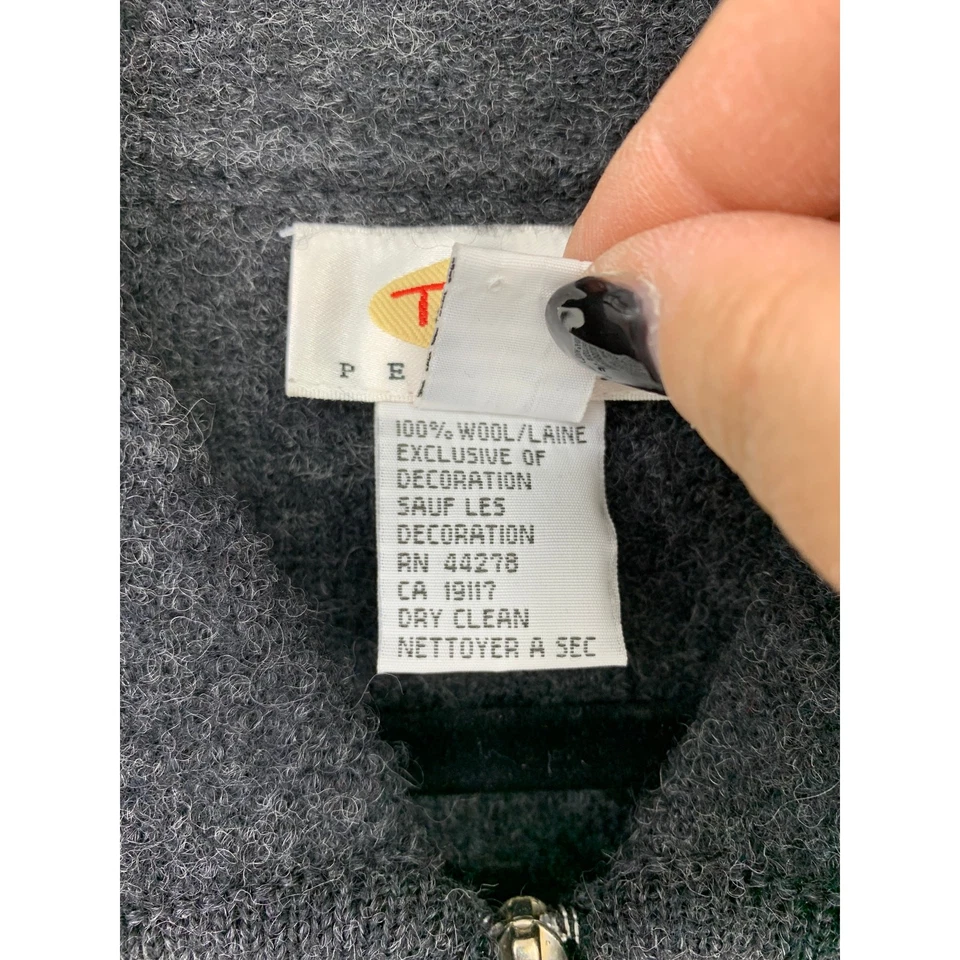 T
P E
100% WOOL/LAINE
EXCLUSIVE OF
DECORATION
SAUF LES
DECORATION
RN 44278
CA 19117
DRY CLEAN
NETTOYER A SEC